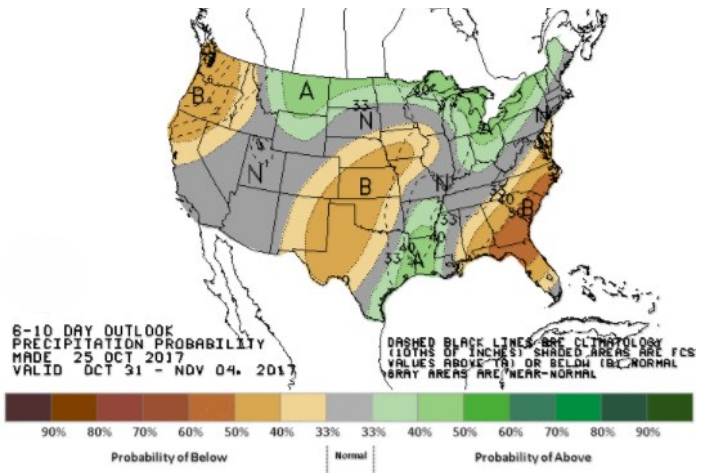 A
B
33
N
N
B
N
N
33
40
50
B
33
40
40
33
A
6-10 DAY OUTLOOK
PRECIPITATION PROBABILITY
MADE 25 OCT 2017
VALID OCT 31 - NOV 04, 2017
DASHED BLACK LINES ARE CLIMATOLOGY
(10THS OF INCHES) SHADED AREAS ARE FCST
VALUES ABOVE (A) OR BELOW (B) NORMAL
GRAY AREAS ARE NEAR-NORMAL
90% 80% 70% 60% 50% 40% 33% 33% 40% 50% 60% 70% 80% 90%
Probability of Below Normal Probability of Above